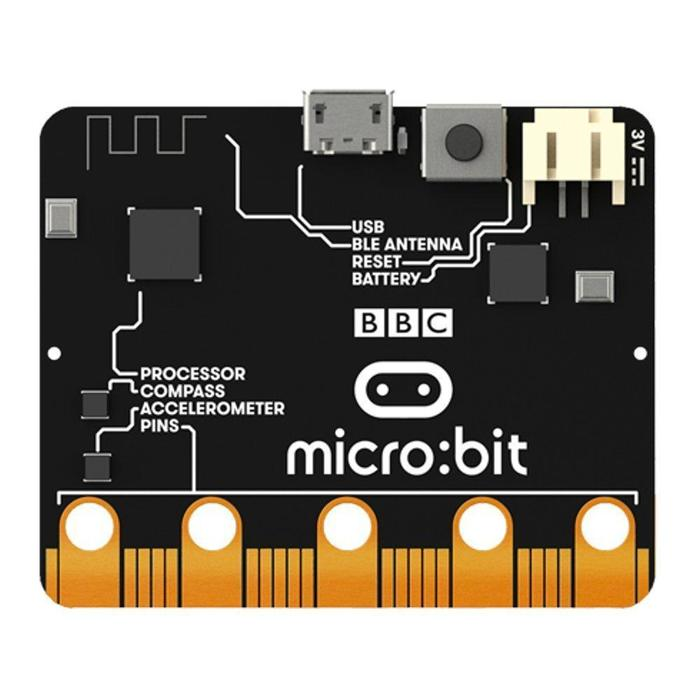 3V
USB
BLE ANTENNA
RESET
BATTERY
BBC
PROCESSOR
COMPASS
ACCELEROMETER
PINS
micro:bit